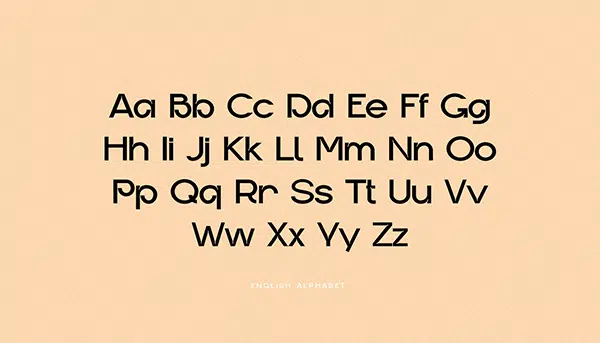 Aa Bb Cc Dd Ee Ff Gg
Hh Ii Jj Kk Ll Mm Nn Oo
Pp Qq Rr Ss Tt Uu Vv
Ww Xx Yy Zz
ENGLISH ALPHABET